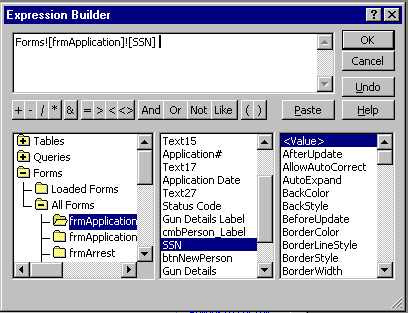 Expression Builder
Forms![frmApplication]![SSN]
OK
Cancel
Undo
Help
+ - / * & = > < <> And Or Not Like ( ) Paste
Tables
Queries
Forms
Loaded Forms
All Forms
frmApplication
frmApplication
frmArrest
Text15
Application#
Text17
Application Date
Text27
Status Code
Gun Details Label
cmbPerson_Label
SSN
btnNewPerson
Gun Details
<Value>
AfterUpdate
AllowAutoCorrect
AutoExpand
BackColor
BackStyle
BeforeUpdate
BorderColor
BorderLineStyle
BorderStyle
BorderWidth